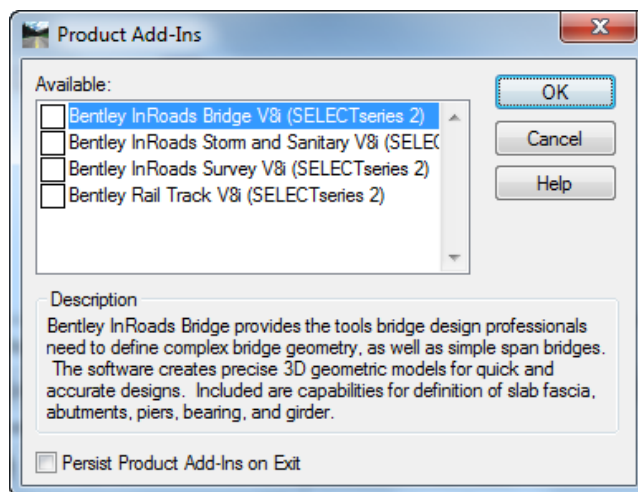 Product Add-Ins
Available:
Bentley InRoads Bridge V8i (SELECTseries 2)
Bentley InRoads Storm and Sanitary V8i (SELEC
Bentley InRoads Survey V8i (SELECTseries 2)
Bentley Rail Track V8i (SELECTseries 2)
OK
Cancel
Help
Description
Bentley InRoads Bridge provides the tools bridge design professionals
need to define complex bridge geometry, as well as simple span bridges.
The software creates precise 3D geometric models for quick and
accurate designs. Included are capabilities for definition of slab fascia,
abutments, piers, bearing, and girder.
Persist Product Add-Ins on Exit